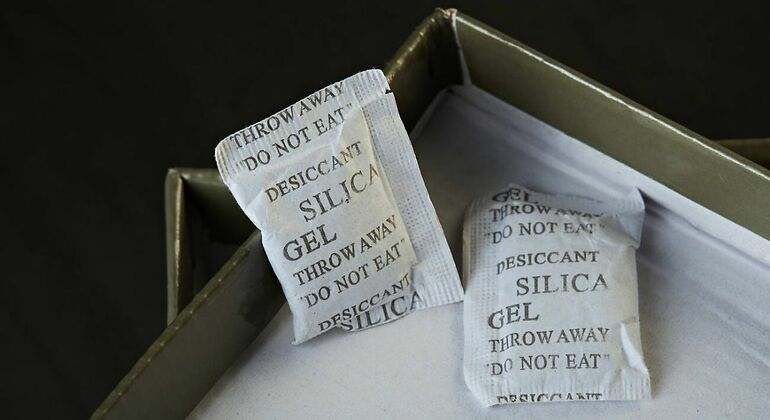 THROW AWAY
"DO NOT EAT"
DESICCANT
SILICA
GEL
THROW AWAY
"DO NOT EAT"
DESICCANT
SILICA
GEL
THROW AWAY
"DO NOT EAT"
DESICCANT
SILICA
GEL
THROW AWAY
"DO NOT EAT"
DESICCANT